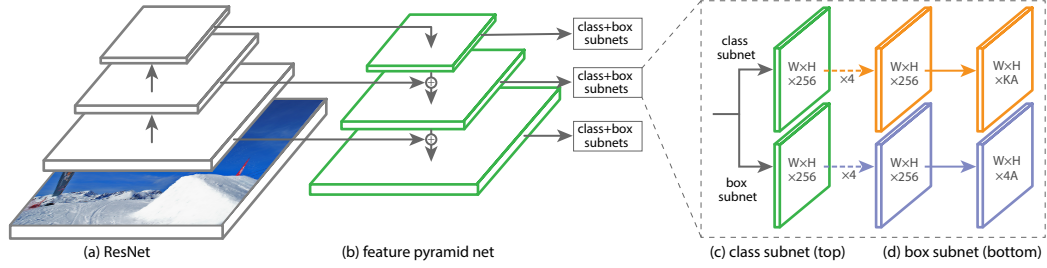 class+box
subnets
class+box
subnets
class+box
subnets
class
subnet
W×H
×256
×4
W×H
×256
W×H
×KA
box
subnet
W×H
×256
×4
W×H
×256
W×H
×4A
(a) ResNet
(b) feature pyramid net
(c) class subnet (top)
(d) box subnet (bottom)